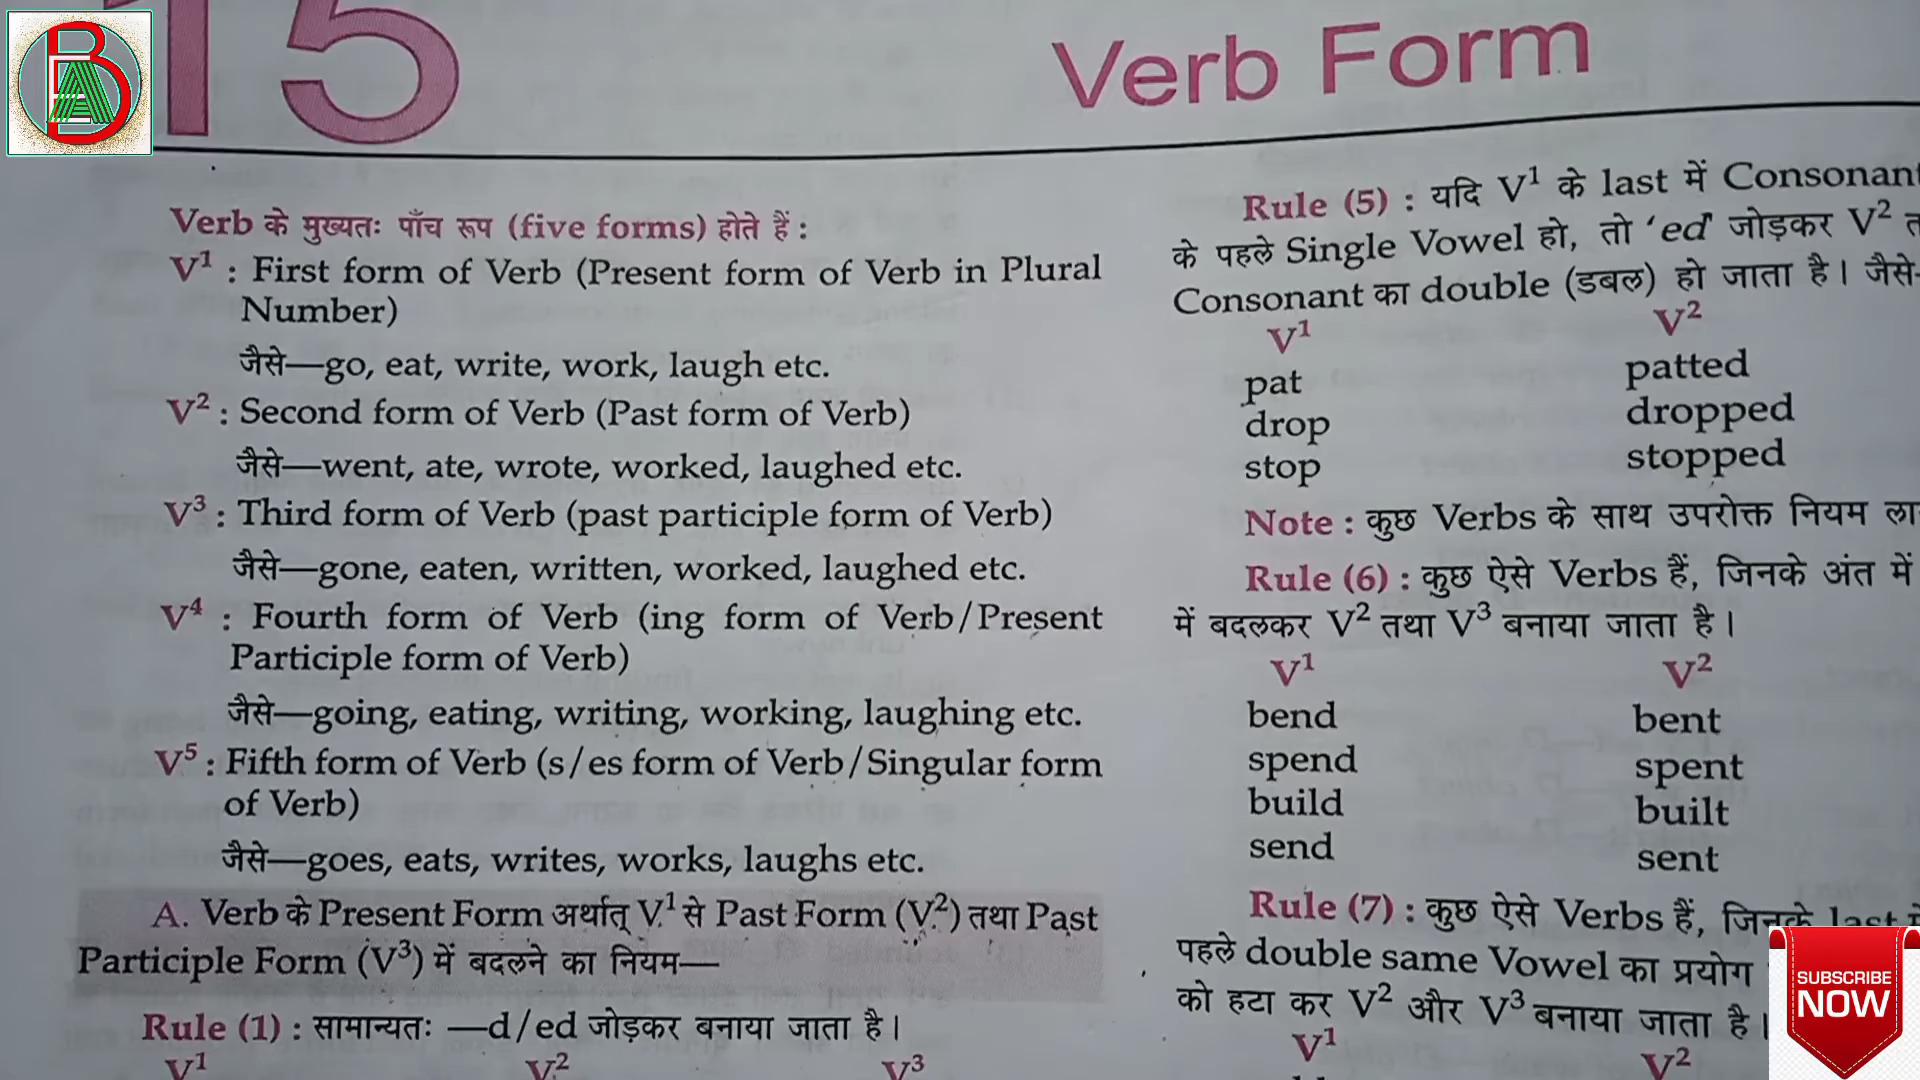 15
Verb Form
Verb के मुख्यतः पाँच रूप (five forms) होते हैं :
V¹ : First form of Verb (Present form of Verb in Plural
Number)
जैसे—go, eat, write, work, laugh etc.
V² : Second form of Verb (Past form of Verb)
जैसे—went, ate, wrote, worked, laughed etc.
V³ : Third form of Verb (past participle form of Verb)
जैसे—gone, eaten, written, worked, laughed etc.
V⁴ : Fourth form of Verb (ing form of Verb/Present
Participle form of Verb)
जैसे—going, eating, writing, working, laughing etc.
V⁵ : Fifth form of Verb (s/es form of Verb/Singular form
of Verb)
जैसे—goes, eats, writes, works, laughs etc.
A. Verb के Present Form अर्थात् V¹ से Past Form (V²) तथा Past
Participle Form (V³) में बदलने का नियम—
Rule (1) : सामान्यतः —d/ed जोड़कर बनाया जाता है।
V¹ V² V³
Rule (5) : यदि V¹ के last में Consonant
के पहले Single Vowel हो, तो ‘ed’ जोड़कर V²
Consonant का double (डबल) हो जाता है। जैसे—
V¹ V²
pat patted
drop dropped
stop stopped
Note : कुछ Verbs के साथ उपरोक्त नियम
Rule (6) : कुछ ऐसे Verbs हैं, जिनके अंत में
में बदलकर V² तथा V³ बनाया जाता है।
V¹ V²
bend bent
spend spent
build built
send sent
Rule (7) : कुछ ऐसे Verbs हैं, जिनके last में
पहले double same Vowel का प्रयोग
को हटा कर V² और V³ बनाया जाता है।
V¹ V²
SUBSCRIBE
NOW